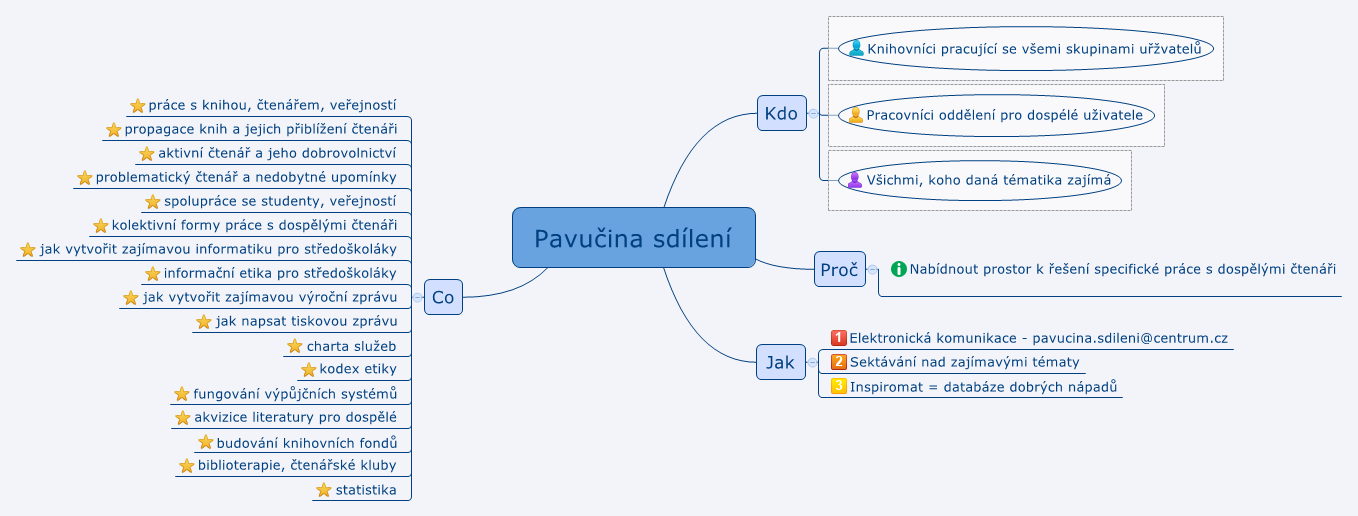 Pavučina sdílení
Kdo
Knihovníci pracující se všemi skupinami uřžvatelů
Pracovníci oddělení pro dospélé uživatele
Všichmi, koho daná tématika zajímá
Proč
Nabídnout prostor k řešení specifické práce s dospělými čtenáři
Jak
1 Elektronická komunikace - pavucina.sdileni@centrum.cz
2 Sektávání nad zajímavými tématy
3 Inspiromat = databáze dobrých nápadů
Co
práce s knihou, čtenářem, veřejností
propagace knih a jejich přiblížení čtenáři
aktivní čtenář a jeho dobrovolnictví
problematický čtenář a nedobytné upomínky
spolupráce se studenty, veřejností
kolektivní formy práce s dospělými čtenáři
jak vytvořit zajímavou informatiku pro středoškoláky
informační etika pro středoškoláky
jak vytvořit zajímavou výroční zprávu
jak napsat tiskovou zprávu
charta služeb
kodex etiky
fungování výpůjčních systémů
akvizice literatury pro dospělé
budování knihovních fondů
biblioterapie, čtenářské kluby
statistika